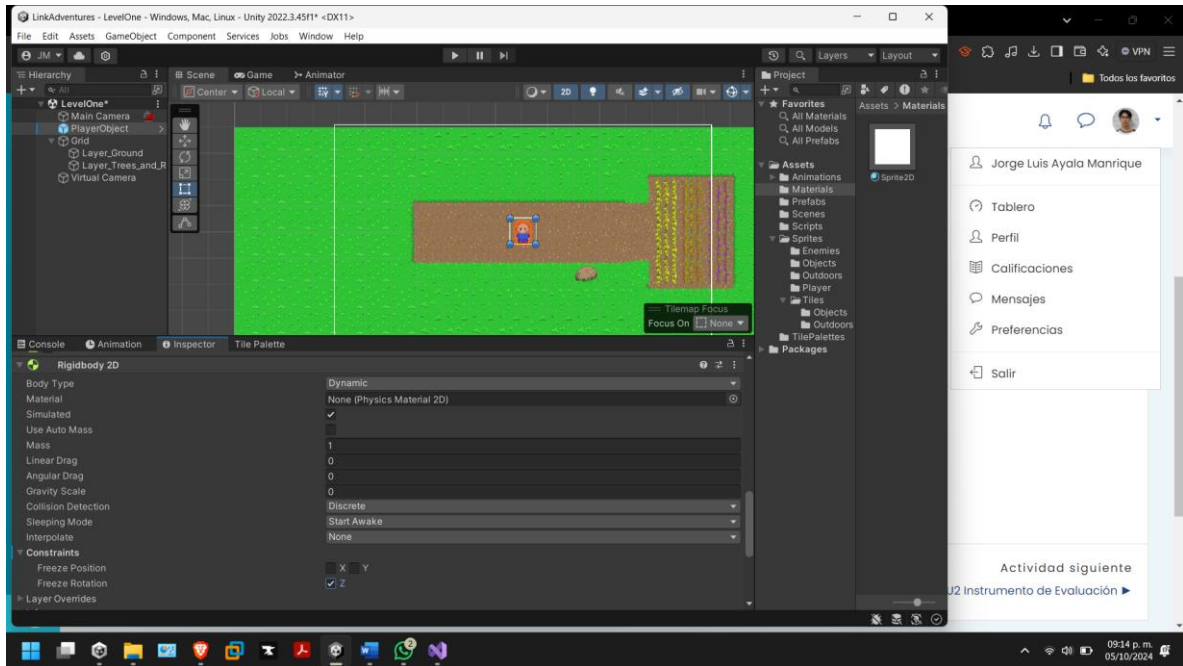 LinkAdventures - LevelOne - Windows, Mac, Linux - Unity 2022.3.45f1* <DX11>
File Edit Assets GameObject Component Services Jobs Window Help
JM
Layers
Layout
VPN
Todos los favoritos
Hierarchy
All
LevelOne*
Main Camera
PlayerObject
Grid
Layer_Ground
Layer_Trees_and_R
Virtual Camera
Scene Game Animator
Center Local 2D
Tilemap Focus
Focus On None
Project
Favorites
All Materials
All Models
All Prefabs
Assets
Animations
Materials
Prefabs
Scenes
Scripts
Sprites
Enemies
Objects
Outdoors
Player
Tiles
Objects
Outdoors
TilePalettes
Packages
Assets > Materials
Sprite2D
Console Animation Inspector Tile Palette
Rigidbody 2D
Body Type Dynamic
Material None (Physics Material 2D)
Simulated
Use Auto Mass
Mass 1
Linear Drag 0
Angular Drag 0
Gravity Scale 0
Collision Detection Discrete
Sleeping Mode Start Awake
Interpolate None
Constraints
Freeze Position X Y
Freeze Rotation Z
Layer Overrides
Jorge Luis Ayala Manrique
Tablero
Perfil
Calificaciones
Mensajes
Preferencias
Salir
Actividad siguiente
U2 Instrumento de Evaluación ►
2
09:14 p. m.
05/10/2024